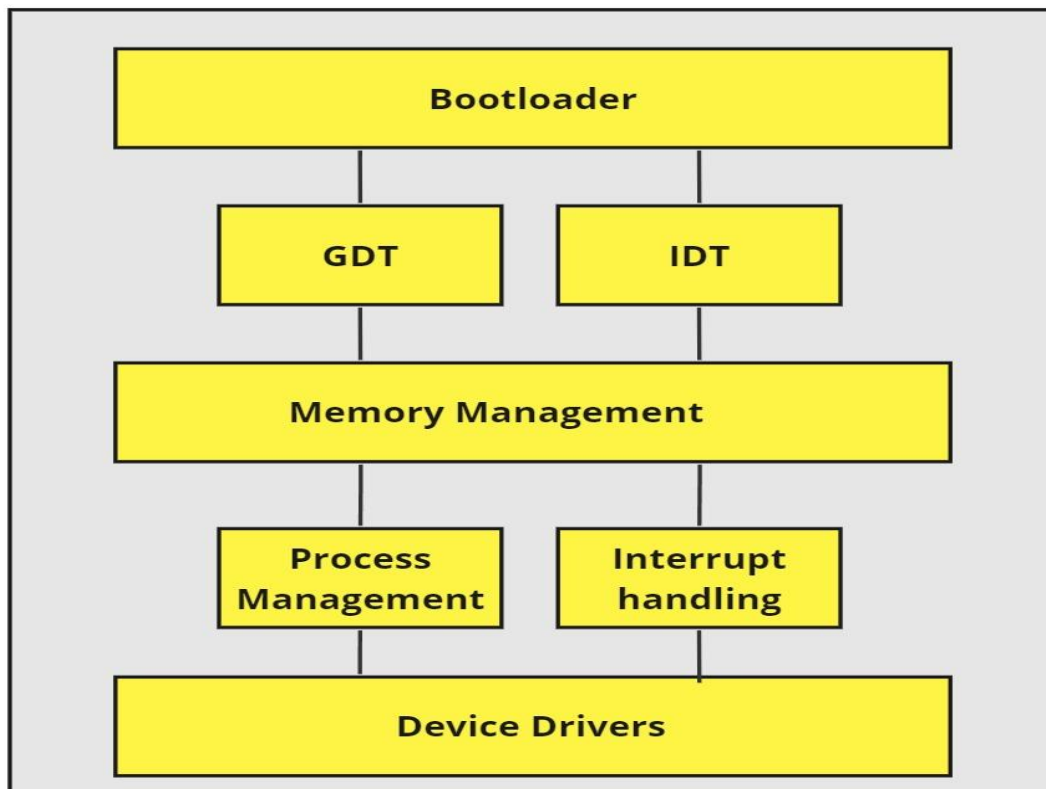 Bootloader
GDT
IDT
Memory Management
Process
Management
Interrupt
handling
Device Drivers